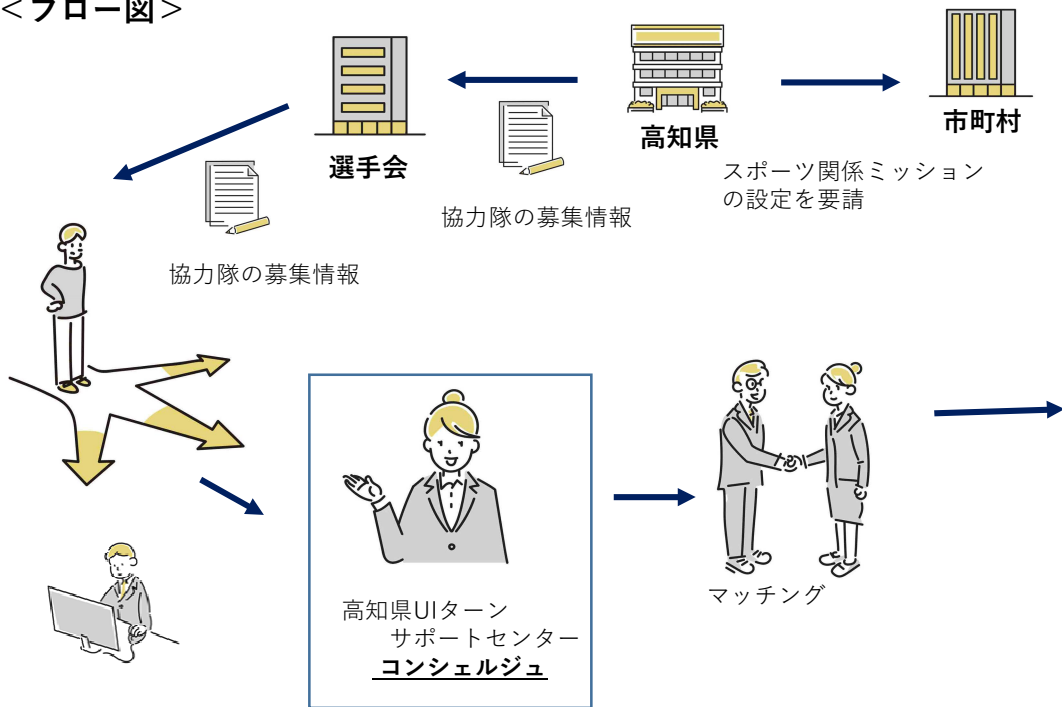 ＜フロー図＞
選手会
高知県
市町村
スポーツ関係ミッション
の設定を要請
協力隊の募集情報
協力隊の募集情報
高知県UIターン
サポートセンター
コンシェルジュ
マッチング